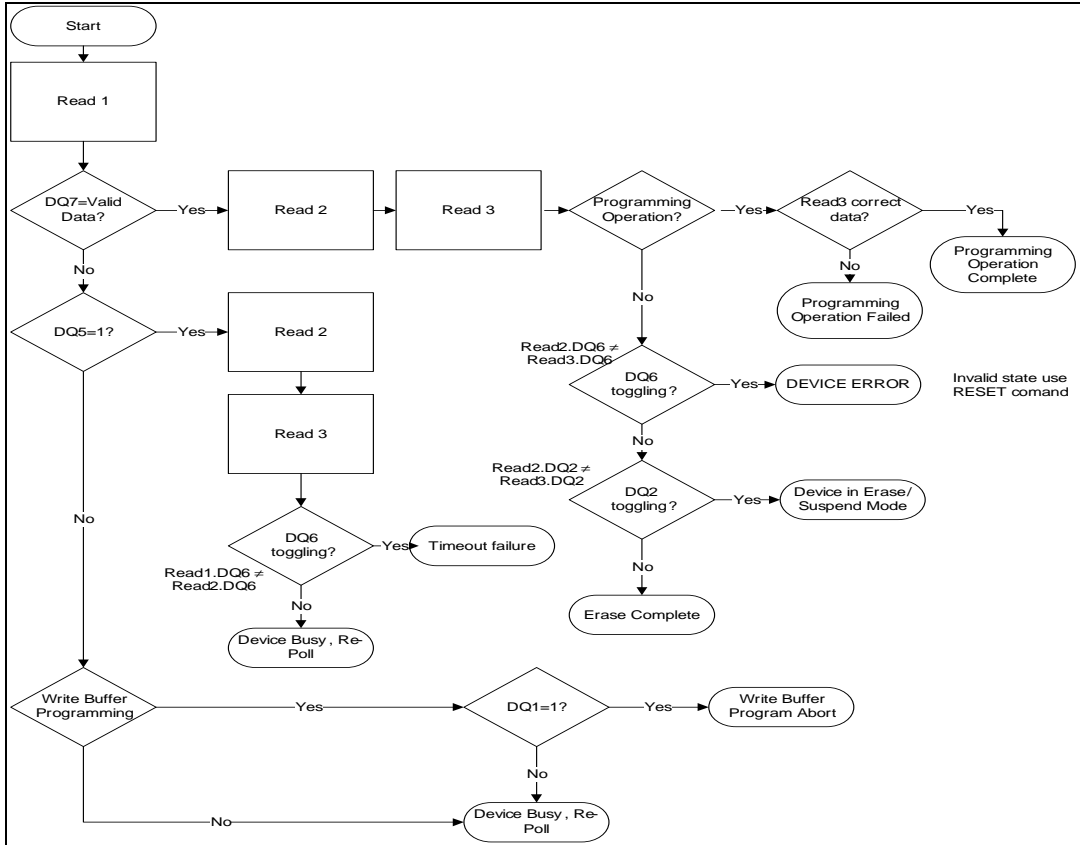 Start
Read 1
DQ7=Valid
Data?
Yes
Read 2
Read 3
Programming
Operation?
Yes
Read3 correct
data?
Yes
Programming
Operation
Complete
No
Programming
Operation Failed
No
DQ5=1?
Yes
Read 2
Read 3
No
Read2.DQ6 ≠
Read3.DQ6
DQ6
toggling?
Yes
DEVICE ERROR
Invalid state use
RESET comand
No
Read2.DQ2 ≠
Read3.DQ2
DQ2
toggling?
Yes
Device in Erase/
Suspend Mode
No
Erase Complete
No
DQ6
toggling?
Yes
Timeout failure
Read1.DQ6 ≠
Read2.DQ6
No
Device Busy , Re-
Poll
Write Buffer
Programming
Yes
DQ1=1?
Yes
Write Buffer
Program Abort
No
No
Device Busy , Re-
Poll